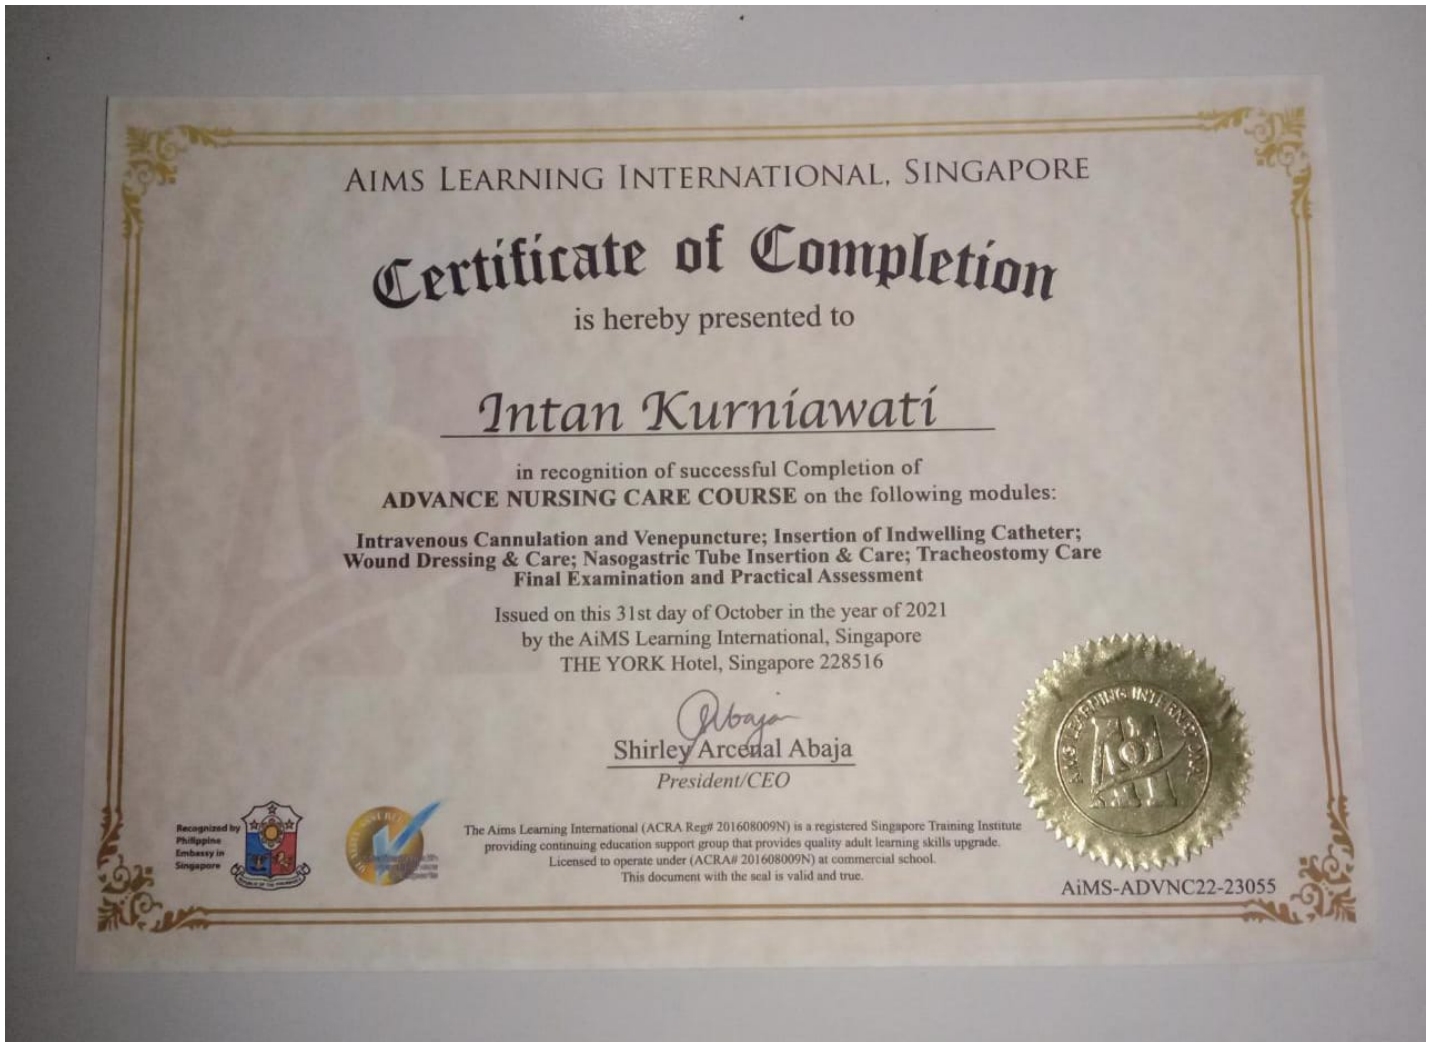 AIMS LEARNING INTERNATIONAL, SINGAPORE
Certificate of Completion
is hereby presented to
Intan Kurniawati
in recognition of successful Completion of
ADVANCE NURSING CARE COURSE on the following modules:
Intravenous Cannulation and Venepuncture; Insertion of Indwelling Catheter;
Wound Dressing & Care; Nasogastric Tube Insertion & Care; Tracheostomy Care
Final Examination and Practical Assessment
Issued on this 31st day of October in the year of 2021
by the AiMS Learning International, Singapore
THE YORK Hotel, Singapore 228516
Shirley Arcenal Abaja
President/CEO
Recognized by
Philippine
Embassy in
Singapore
The Aims Learning International (ACRA Reg# 201608009N) is a registered Singapore Training Institute
providing continuing education support group that provides quality adult learning skills upgrade.
Licensed to operate under (ACRA# 201608009N) at commercial school.
This document with the seal is valid and true.
AIMS LEARNING INTERNATIONAL
AiMS-ADVNC22-23055